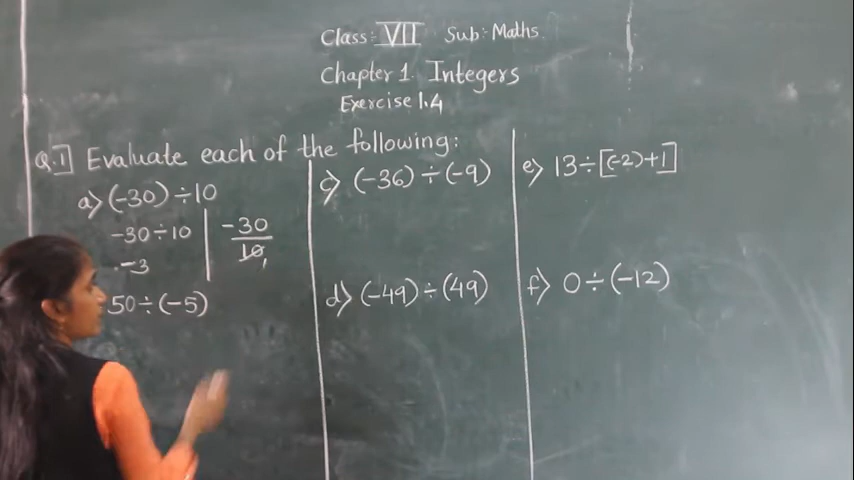 Class:- VII Sub:- Maths
Chapter 1. Integers
Exercise 1.4
Q.1] Evaluate each of the following:
a) (-30) ÷ 10
-30 ÷ 10
-3
-30
10
1
50 ÷ (-5)
c) (-36) ÷ (-9)
d) (-49) ÷ (49)
e) 13 ÷ [(-2)+1]
f) 0 ÷ (-12)